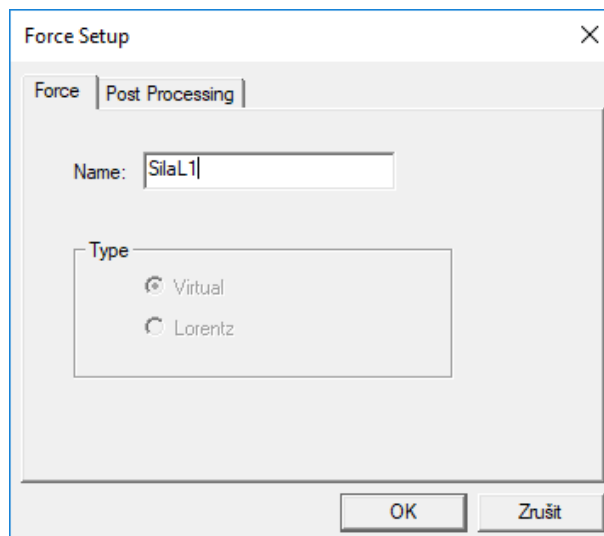 Force Setup
Force
Post Processing
Name: SilaL1
Type
Virtual
Lorentz
OK
Zrušit